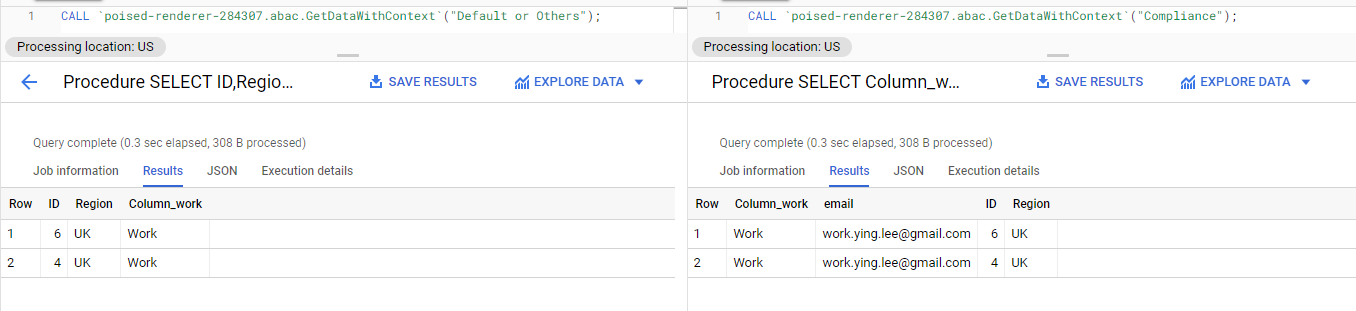 1 CALL `poised-renderer-284307.abac.GetDataWithContext`("Default or Others");
Processing location: US
Procedure SELECT ID,Regio...
SAVE RESULTS
EXPLORE DATA
Query complete (0.3 sec elapsed, 308 B processed)
Job information Results JSON Execution details
Row ID Region Column_work
1 6 UK Work
2 4 UK Work
1 CALL `poised-renderer-284307.abac.GetDataWithContext`("Compliance");
Processing location: US
Procedure SELECT Column_w...
SAVE RESULTS
EXPLORE DATA
Query complete (0.3 sec elapsed, 308 B processed)
Job information Results JSON Execution details
Row Column_work email ID Region
1 Work work.ying.lee@gmail.com 6 UK
2 Work work.ying.lee@gmail.com 4 UK